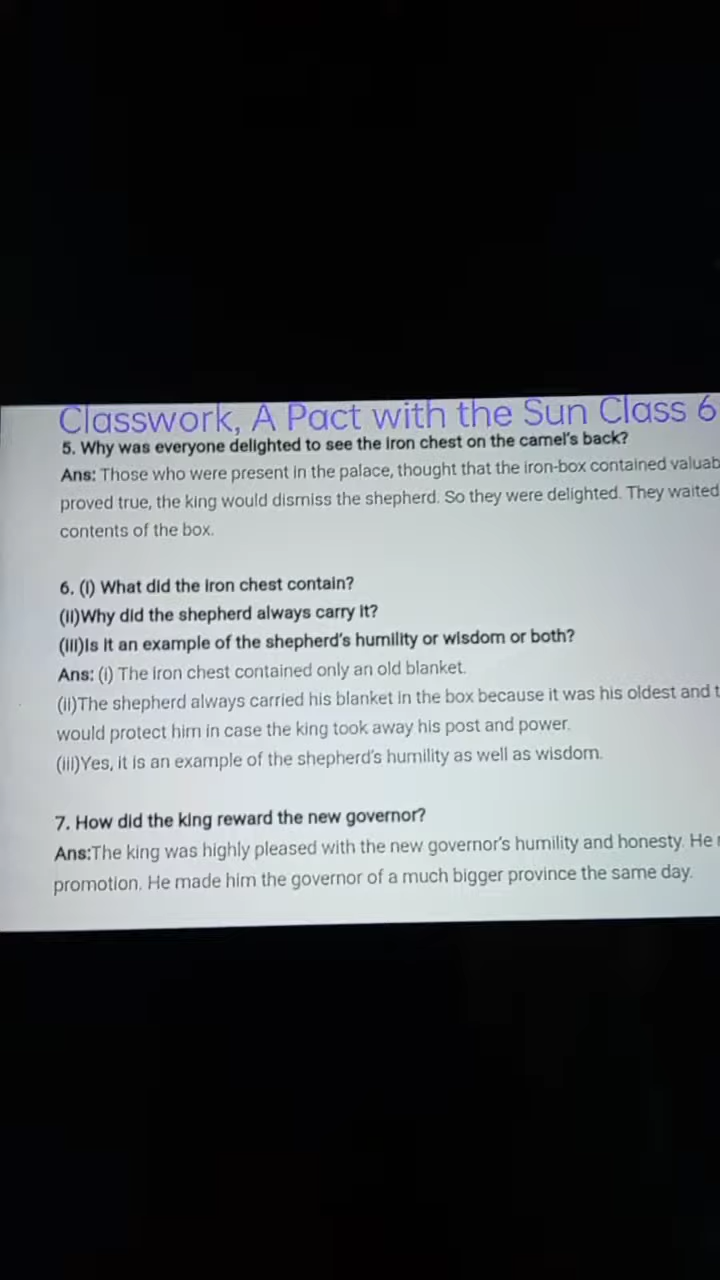 Classwork, A Pact with the Sun Class 6
5. Why was everyone delighted to see the iron chest on the camel's back?
Ans: Those who were present in the palace, thought that the iron-box contained valuab
proved true, the king would dismiss the shepherd. So they were delighted. They waited
contents of the box.
6. (i) What did the iron chest contain?
(ii)Why did the shepherd always carry it?
(iii)Is it an example of the shepherd's humility or wisdom or both?
Ans: (i) The iron chest contained only an old blanket.
(ii)The shepherd always carried his blanket in the box because it was his oldest and t
would protect him in case the king took away his post and power.
(iii)Yes, it is an example of the shepherd's humility as well as wisdom.
7. How did the king reward the new governor?
Ans:The king was highly pleased with the new governor's humility and honesty. He
promotion. He made him the governor of a much bigger province the same day.